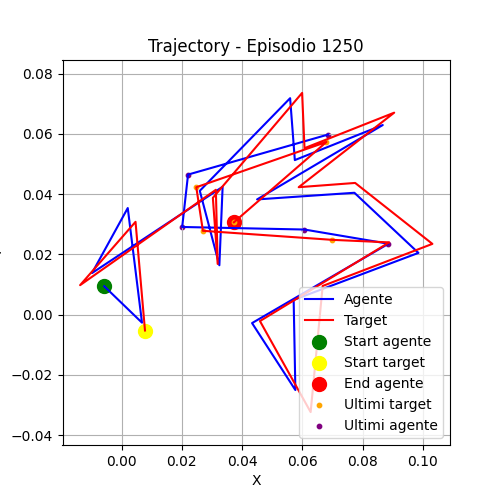 Trajectory - Episodio 1250
0.08
0.06
0.04
0.02
0.00
−0.02
−0.04
0.00
0.02
0.04
0.06
0.08
0.10
X
Agente
Target
Start agente
Start target
End agente
Ultimi target
Ultimi agente